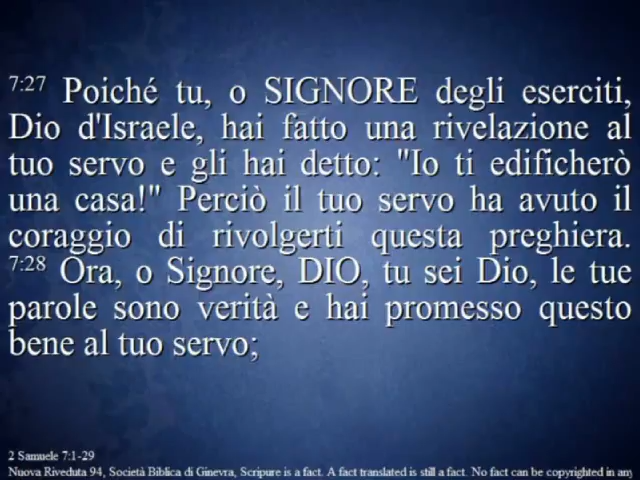 7:27 Poiché tu, o SIGNORE degli eserciti,
Dio d'Israele, hai fatto una rivelazione al
tuo servo e gli hai detto: "Io ti edificherò
una casa!" Perciò il tuo servo ha avuto il
coraggio di rivolgerti questa preghiera.
7:28 Ora, o Signore, DIO, tu sei Dio, le tue
parole sono verità e hai promesso questo
bene al tuo servo;
2 Samuele 7:1-29
Nuova Riveduta 94, Società Biblica di Ginevra, Scripure is a fact. A fact translated is still a fact. No fact can be copyrighted in any